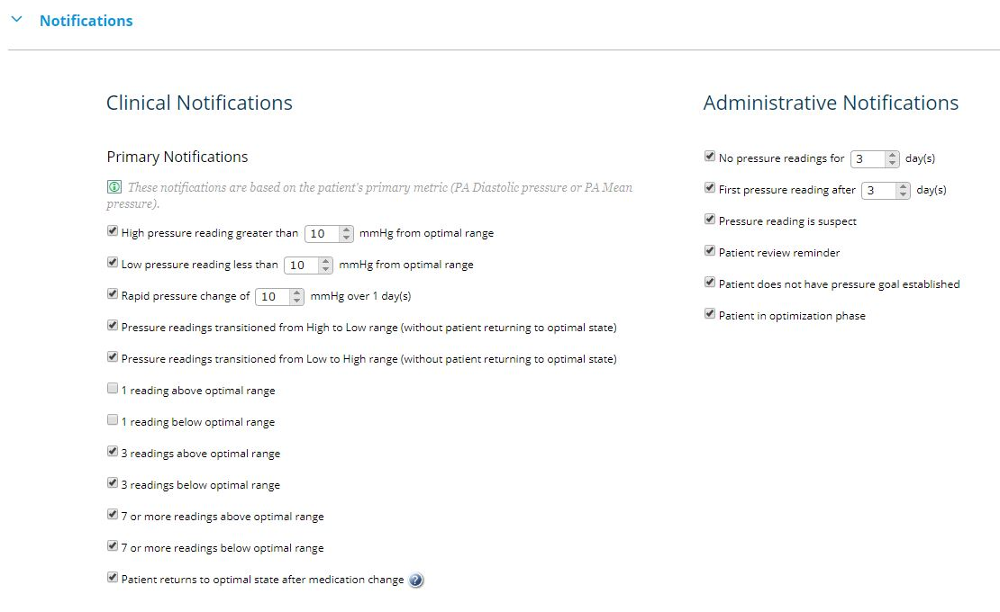 Notifications
Clinical Notifications
Primary Notifications
These notifications are based on the patient's primary metric (PA Diastolic pressure or PA Mean
pressure).
High pressure reading greater than 10 mmHg from optimal range
Low pressure reading less than 10 mmHg from optimal range
Rapid pressure change of 10 mmHg over 1 day(s)
Pressure readings transitioned from High to Low range (without patient returning to optimal state)
Pressure readings transitioned from Low to High range (without patient returning to optimal state)
1 reading above optimal range
1 reading below optimal range
3 readings above optimal range
3 readings below optimal range
7 or more readings above optimal range
7 or more readings below optimal range
Patient returns to optimal state after medication change ?
Administrative Notifications
No pressure readings for 3 day(s)
First pressure reading after 3 day(s)
Pressure reading is suspect
Patient review reminder
Patient does not have pressure goal established
Patient in optimization phase